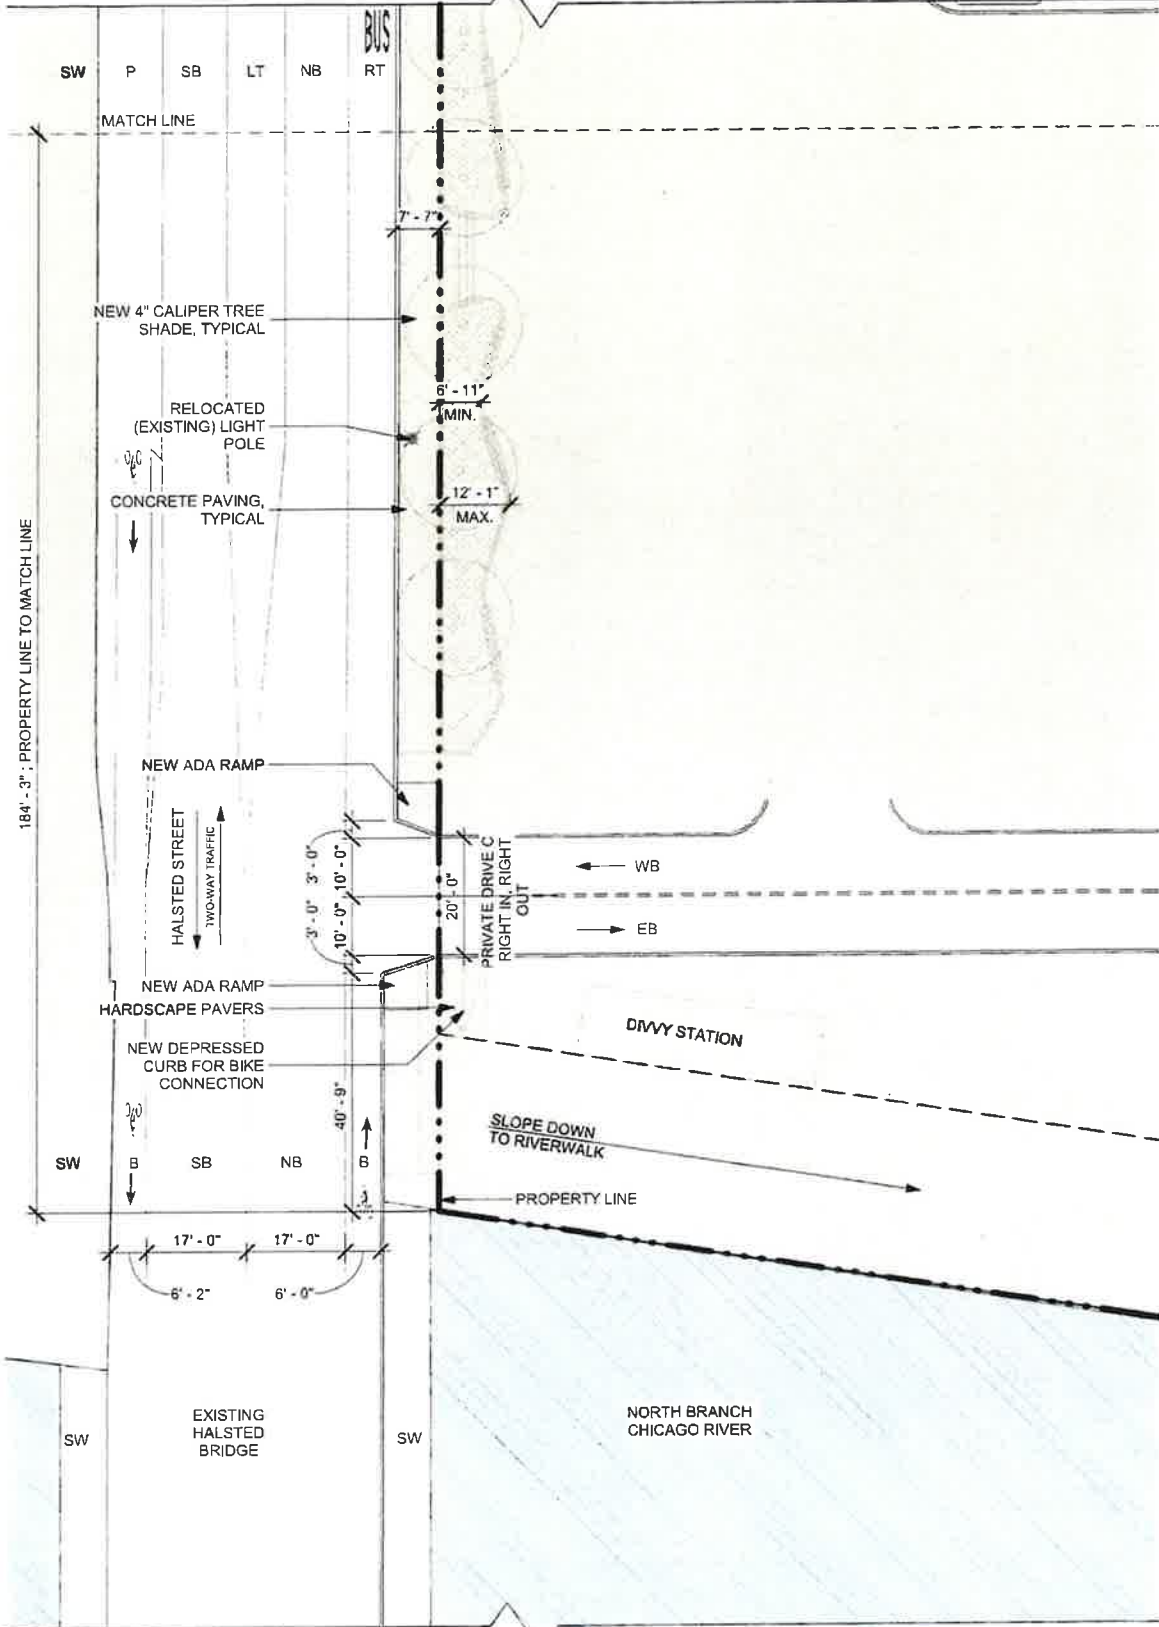 BUS
SW P SB LT NB RT
MATCH LINE
7' - 7"
NEW 4" CALIPER TREE
SHADE, TYPICAL
6' - 11"
MIN.
RELOCATED
(EXISTING) LIGHT
POLE
CONCRETE PAVING,
TYPICAL
12' - 1"
MAX.
184' - 3" : PROPERTY LINE TO MATCH LINE
NEW ADA RAMP
HALSTED STREET
TWO-WAY TRAFFIC
3' - 0" 3' - 0"
10' - 0" 10' - 0"
20' - 0"
PRIVATE DRIVE C
RIGHT IN, RIGHT
OUT
WB
EB
NEW ADA RAMP
HARDSCAPE PAVERS
NEW DEPRESSED
CURB FOR BIKE
CONNECTION
DIVVY STATION
40' - 9"
SLOPE DOWN
TO RIVERWALK
SW B SB NB B
PROPERTY LINE
17' - 0" 17' - 0"
6' - 2" 6' - 0"
EXISTING
HALSTED
BRIDGE
SW
SW
NORTH BRANCH
CHICAGO RIVER